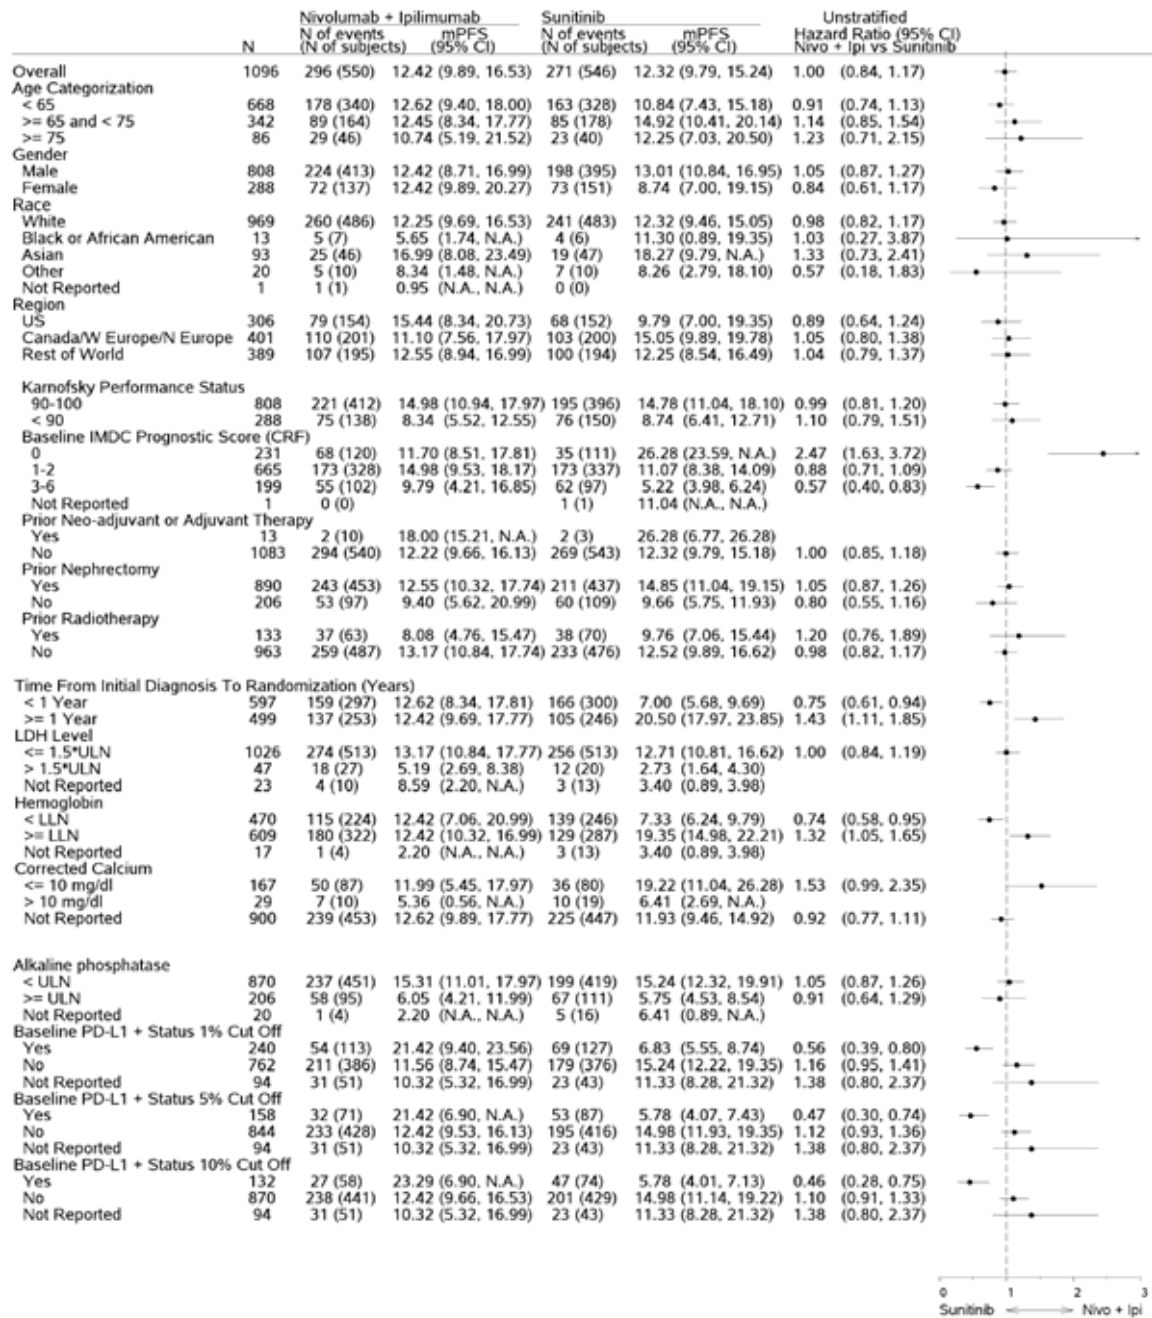 Nivolumab + Ipilimumab Sunitinib Unstratified
N of events mPFS N of events mPFS Hazard Ratio (95% CI)
N (N of subjects) (95% CI) (N of subjects) (95% CI) Nivo + Ipi vs Sunitinib
Overall 1096 296 (550) 12.42 (9.89, 16.53) 271 (546) 12.32 (9.79, 15.24) 1.00 (0.84, 1.17)
Age Categorization
< 65 668 178 (340) 12.62 (9.40, 18.00) 163 (328) 10.84 (7.43, 15.18) 0.91 (0.74, 1.13)
>= 65 and < 75 342 89 (164) 12.45 (8.34, 17.77) 85 (178) 14.92 (10.41, 20.14) 1.14 (0.85, 1.54)
>= 75 86 29 (46) 10.74 (5.19, 21.52) 23 (40) 12.25 (7.03, 20.50) 1.23 (0.71, 2.15)
Gender
Male 808 224 (413) 12.42 (8.71, 16.99) 198 (395) 13.01 (10.84, 16.95) 1.05 (0.87, 1.27)
Female 288 72 (137) 12.42 (9.89, 20.27) 73 (151) 8.74 (7.00, 19.15) 0.84 (0.61, 1.17)
Race
White 969 260 (486) 12.25 (9.69, 16.53) 241 (483) 12.32 (9.46, 15.05) 0.98 (0.82, 1.17)
Black or African American 13 5 (7) 5.65 (1.74, N.A.) 4 (6) 11.30 (0.89, 19.35) 1.03 (0.27, 3.87)
Asian 93 25 (46) 16.99 (8.08, 23.49) 19 (47) 18.27 (9.79, N.A.) 1.33 (0.73, 2.41)
Other 20 5 (10) 8.34 (1.48, N.A.) 7 (10) 8.26 (2.79, 18.10) 0.57 (0.18, 1.83)
Not Reported 1 1 (1) 0.95 (N.A., N.A.) 0 (0)
Region
US 306 79 (154) 15.44 (8.34, 20.73) 68 (152) 9.79 (7.00, 19.35) 0.89 (0.64, 1.24)
Canada/W Europe/N Europe 401 110 (201) 11.10 (7.56, 17.97) 103 (200) 15.05 (9.89, 19.78) 1.05 (0.80, 1.38)
Rest of World 389 107 (195) 12.55 (8.94, 16.99) 100 (194) 12.25 (8.54, 16.49) 1.04 (0.79, 1.37)
Karnofsky Performance Status
90-100 808 221 (412) 14.98 (10.94, 17.97) 195 (396) 14.78 (11.04, 18.10) 0.99 (0.81, 1.20)
< 90 288 75 (138) 8.34 (5.52, 12.55) 76 (150) 8.74 (6.41, 12.71) 1.10 (0.79, 1.51)
Baseline IMDC Prognostic Score (CRF)
0 231 68 (120) 11.70 (8.51, 17.81) 35 (111) 26.28 (23.59, N.A.) 2.47 (1.63, 3.72)
1-2 665 173 (328) 14.98 (9.53, 18.17) 173 (337) 11.07 (8.38, 14.09) 0.88 (0.71, 1.09)
3-6 199 55 (102) 9.79 (4.21, 16.85) 62 (97) 5.22 (3.98, 6.24) 0.57 (0.40, 0.83)
Not Reported 1 0 (0) 1 (1) 11.04 (N.A., N.A.)
Prior Neo-adjuvant or Adjuvant Therapy
Yes 13 2 (10) 18.00 (15.21, N.A.) 2 (3) 26.28 (6.77, 26.28)
No 1083 294 (540) 12.22 (9.66, 16.13) 269 (543) 12.32 (9.79, 15.18) 1.00 (0.85, 1.18)
Prior Nephrectomy
Yes 890 243 (453) 12.55 (10.32, 17.74) 211 (437) 14.85 (11.04, 19.15) 1.05 (0.87, 1.26)
No 206 53 (97) 9.40 (5.62, 20.99) 60 (109) 9.66 (5.75, 11.93) 0.80 (0.55, 1.16)
Prior Radiotherapy
Yes 133 37 (63) 8.08 (4.76, 15.47) 38 (70) 9.76 (7.06, 15.44) 1.20 (0.76, 1.89)
No 963 259 (487) 13.17 (10.84, 17.74) 233 (476) 12.52 (9.89, 16.62) 0.98 (0.82, 1.17)
Time From Initial Diagnosis To Randomization (Years)
< 1 Year 597 159 (297) 12.62 (8.34, 17.81) 166 (300) 7.00 (5.68, 9.69) 0.75 (0.61, 0.94)
>= 1 Year 499 137 (253) 12.42 (9.69, 17.77) 105 (246) 20.50 (17.97, 23.85) 1.43 (1.11, 1.85)
LDH Level
<= 1.5*ULN 1026 274 (513) 13.17 (10.84, 17.77) 256 (513) 12.71 (10.81, 16.62) 1.00 (0.84, 1.19)
> 1.5*ULN 47 18 (27) 5.19 (2.69, 8.38) 12 (20) 2.73 (1.64, 4.30)
Not Reported 23 4 (10) 8.59 (2.20, N.A.) 3 (13) 3.40 (0.89, 3.98)
Hemoglobin
< LLN 470 115 (224) 12.42 (7.06, 20.99) 139 (246) 7.33 (6.24, 9.79) 0.74 (0.58, 0.95)
>= LLN 609 180 (322) 12.42 (10.32, 16.99) 129 (287) 19.35 (14.98, 22.21) 1.32 (1.05, 1.65)
Not Reported 17 1 (4) 2.20 (N.A., N.A.) 3 (13) 3.40 (0.89, 3.98)
Corrected Calcium
<= 10 mg/dl 167 50 (87) 11.99 (5.45, 17.97) 36 (80) 19.22 (11.04, 26.28) 1.53 (0.99, 2.35)
> 10 mg/dl 29 7 (10) 5.36 (0.56, N.A.) 10 (19) 6.41 (2.69, N.A.)
Not Reported 900 239 (453) 12.62 (9.89, 17.77) 225 (447) 11.93 (9.46, 14.92) 0.92 (0.77, 1.11)
Alkaline phosphatase
< ULN 870 237 (451) 15.31 (11.01, 17.97) 199 (419) 15.24 (12.32, 19.91) 1.05 (0.87, 1.26)
>= ULN 206 58 (95) 6.05 (4.21, 11.99) 67 (111) 5.75 (4.53, 8.54) 0.91 (0.64, 1.29)
Not Reported 20 1 (4) 2.20 (N.A., N.A.) 5 (16) 6.41 (0.89, N.A.)
Baseline PD-L1 + Status 1% Cut Off
Yes 240 54 (113) 21.42 (9.40, 23.56) 69 (127) 6.83 (5.55, 8.74) 0.56 (0.39, 0.80)
No 762 211 (386) 11.56 (8.74, 15.47) 179 (376) 15.24 (12.22, 19.35) 1.16 (0.95, 1.41)
Not Reported 94 31 (51) 10.32 (5.32, 16.99) 23 (43) 11.33 (8.28, 21.32) 1.38 (0.80, 2.37)
Baseline PD-L1 + Status 5% Cut Off
Yes 158 32 (71) 21.42 (6.90, N.A.) 53 (87) 5.78 (4.07, 7.43) 0.47 (0.30, 0.74)
No 844 233 (428) 12.42 (9.53, 16.13) 195 (416) 14.98 (11.93, 19.35) 1.12 (0.93, 1.36)
Not Reported 94 31 (51) 10.32 (5.32, 16.99) 23 (43) 11.33 (8.28, 21.32) 1.38 (0.80, 2.37)
Baseline PD-L1 + Status 10% Cut Off
Yes 132 27 (58) 23.29 (6.90, N.A.) 47 (74) 5.78 (4.01, 7.13) 0.46 (0.28, 0.75)
No 870 238 (441) 12.42 (9.66, 16.53) 201 (429) 14.98 (11.14, 19.22) 1.10 (0.91, 1.33)
Not Reported 94 31 (51) 10.32 (5.32, 16.99) 23 (43) 11.33 (8.28, 21.32) 1.38 (0.80, 2.37)
0 1 2 3
Sunitinib <----> Nivo + Ipi